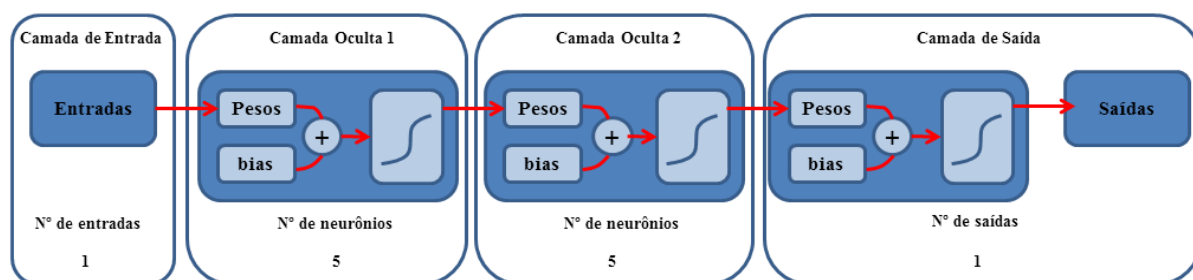 Camada de Entrada
Entradas
N° de entradas
1
Camada Oculta 1
Pesos
+
bias
N° de neurônios
5
Camada Oculta 2
Pesos
+
bias
N° de neurônios
5
Camada de Saída
Pesos
+
bias
Saídas
N° de saídas
1